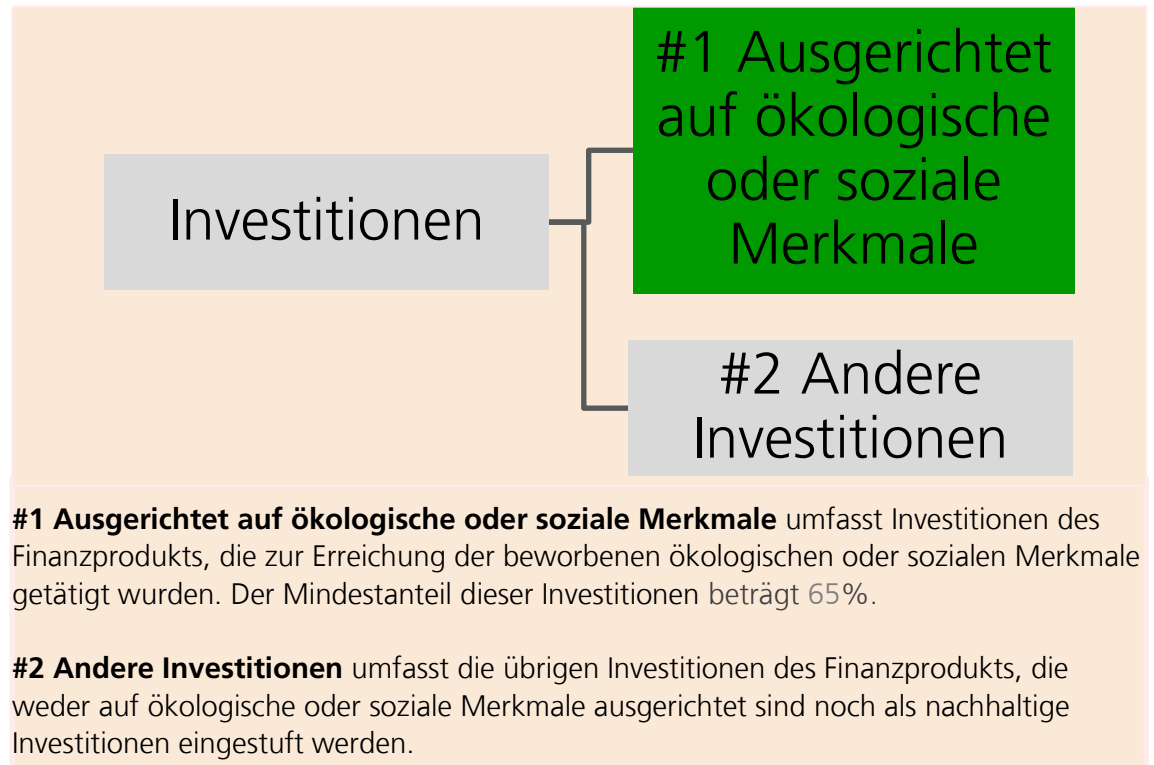 #1 Ausgerichtet
auf ökologische
oder soziale
Merkmale
Investitionen
#2 Andere
Investitionen
#1 Ausgerichtet auf ökologische oder soziale Merkmale umfasst Investitionen des
Finanzprodukts, die zur Erreichung der beworbenen ökologischen oder sozialen Merkmale
getätigt wurden. Der Mindestanteil dieser Investitionen beträgt 65%.
#2 Andere Investitionen umfasst die übrigen Investitionen des Finanzprodukts, die
weder auf ökologische oder soziale Merkmale ausgerichtet sind noch als nachhaltige
Investitionen eingestuft werden.